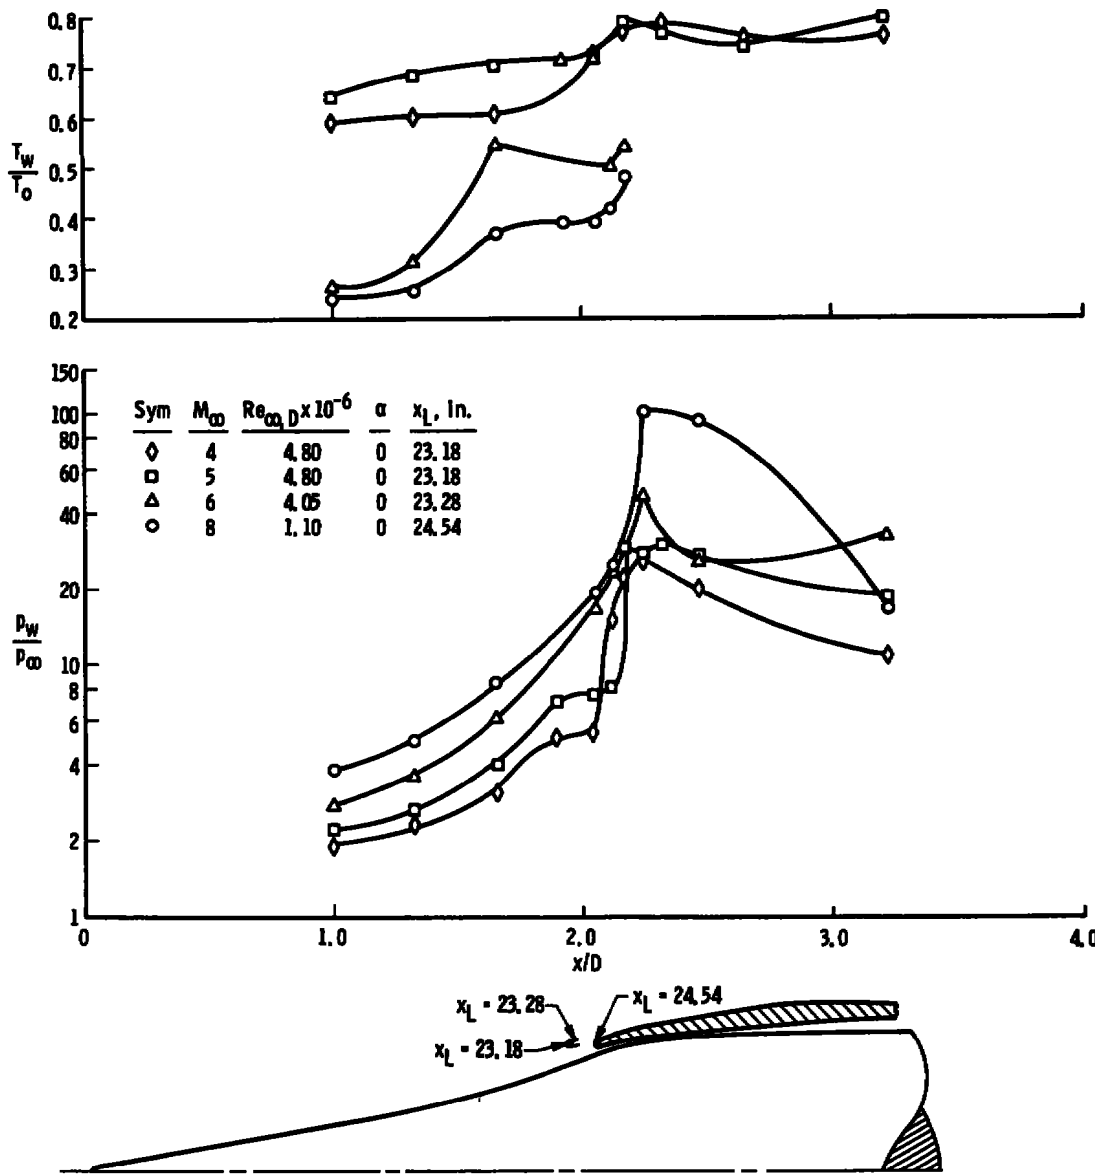 0.8
0.7
0.6
0.5
0.4
0.3
0.2
T_w
T_o
150
100
80
60
40
20
10
8
6
4
2
1
p_w
p_∞
Sym M_∞ Re_∞,D x 10^-6 α x_L, in.
◇ 4 4.80 0 23.18
□ 5 4.80 0 23.18
△ 6 4.05 0 23.28
○ 8 1.10 0 24.54
0 1.0 2.0 3.0 4.0
x/D
x_L = 23.28
x_L = 24.54
x_L = 23.18